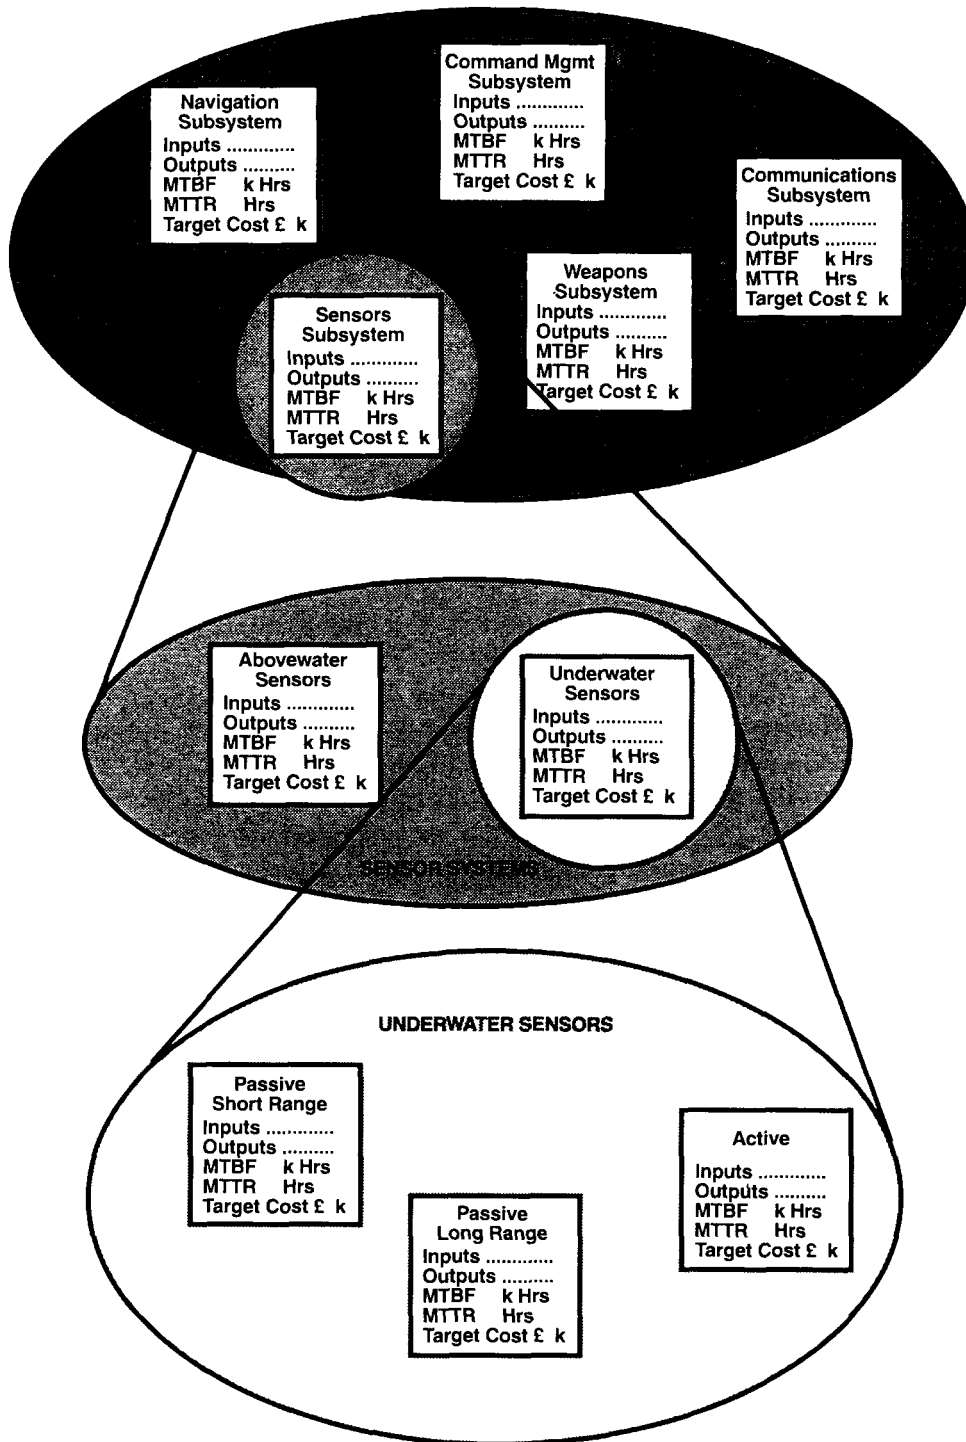 Command Mgmt
Subsystem
Inputs .............
Outputs ..........
MTBF k Hrs
MTTR Hrs
Target Cost £ k
Navigation
Subsystem
Inputs .............
Outputs ..........
MTBF k Hrs
MTTR Hrs
Target Cost £ k
Communications
Subsystem
Inputs .............
Outputs ..........
MTBF k Hrs
MTTR Hrs
Target Cost £ k
Weapons
Subsystem
Inputs .............
Outputs ..........
MTBF k Hrs
MTTR Hrs
Target Cost £ k
Sensors
Subsystem
Inputs .............
Outputs ..........
MTBF k Hrs
MTTR Hrs
Target Cost £ k
Abovewater
Sensors
Inputs .............
Outputs ..........
MTBF k Hrs
MTTR Hrs
Target Cost £ k
Underwater
Sensors
Inputs .............
Outputs ..........
MTBF k Hrs
MTTR Hrs
Target Cost £ k
SENSOR SYSTEMS
UNDERWATER SENSORS
Passive
Short Range
Inputs .............
Outputs ..........
MTBF k Hrs
MTTR Hrs
Target Cost £ k
Active
Inputs .............
Outputs ..........
MTBF k Hrs
MTTR Hrs
Target Cost £ k
Passive
Long Range
Inputs .............
Outputs ..........
MTBF k Hrs
MTTR Hrs
Target Cost £ k